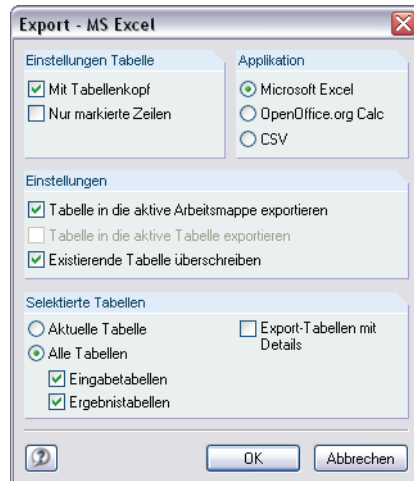 Export - MS Excel
Einstellungen Tabelle
Mit Tabellenkopf
Nur markierte Zeilen
Applikation
Microsoft Excel
OpenOffice.org Calc
CSV
Einstellungen
Tabelle in die aktive Arbeitsmappe exportieren
Tabelle in die aktive Tabelle exportieren
Existierende Tabelle überschreiben
Selektierte Tabellen
Aktuelle Tabelle
Alle Tabellen
Eingabetabellen
Ergebnistabellen
Export-Tabellen mit
Details
OK
Abbrechen